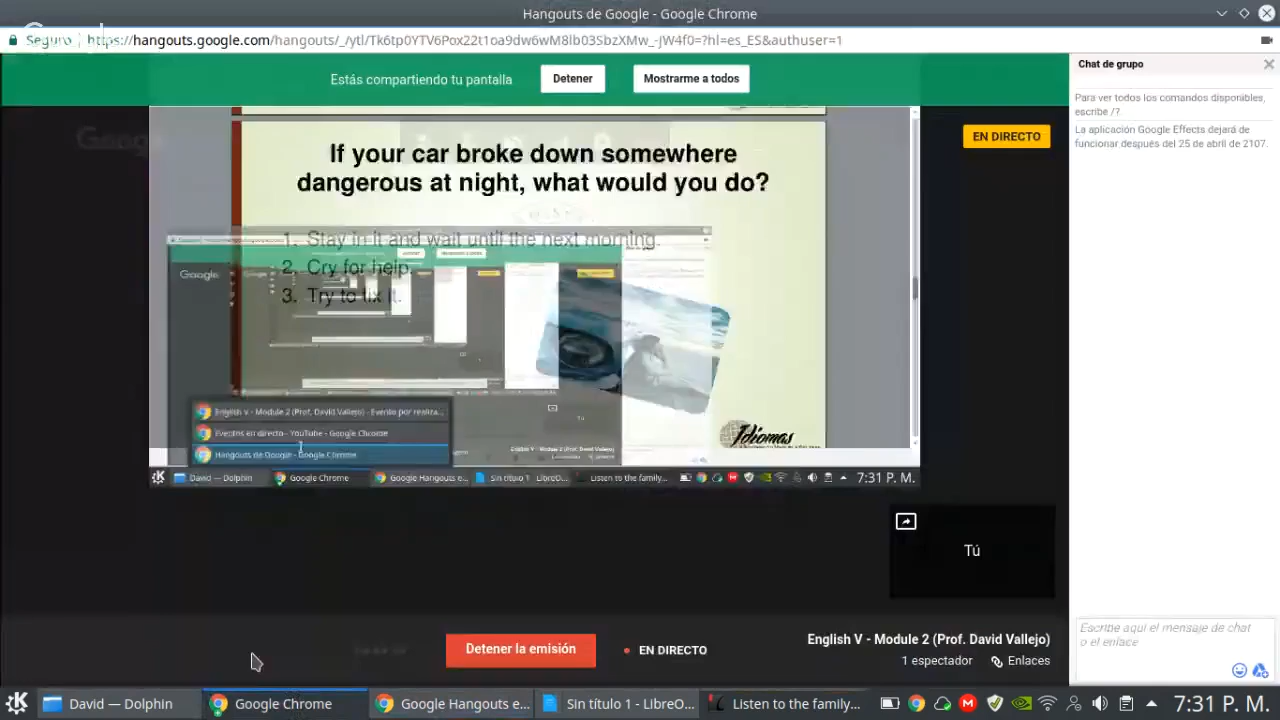 Hangouts de Google - Google Chrome
Seguro
https://hangouts.google.com/hangouts/_/ytl/Tk6tp0YTV6Pox22t1oa9dw6wM8lb03SbzXMw_-jW4f0=?hl=es_ES&authuser=1
Estás compartiendo tu pantalla
Detener
Mostrarme a todos
Chat de grupo
Para ver todos los comandos disponibles,
escribe /?.
La aplicación Google Effects dejará de
funcionar después del 25 de abril de 2107.
Google
EN DIRECTO
If your car broke down somewhere
dangerous at night, what would you do?
1. Stay in it and wait until the next morning.
2. Cry for help.
3. Try to fix it.
Google
English V - Module 2 (Prof. David Vallejo) - Evento por realiza...
Eventos en directo - YouTube - Google Chrome
Hangouts de Google - Google Chrome
Idiomas
English V - Module 2 (Prof. David Vallejo)
David — Dolphin
Google Chrome
Google Hangouts e...
Sin título 1 - LibreO...
Listen to the family...
7:31 P. M.
Tú
Detener la emisión
EN DIRECTO
English V - Module 2 (Prof. David Vallejo)
1 espectador
Enlaces
Escribe aquí el mensaje de chat
o el enlace
David — Dolphin
Google Chrome
Google Hangouts e...
Sin título 1 - LibreO...
Listen to the family...
7:31 P. M.